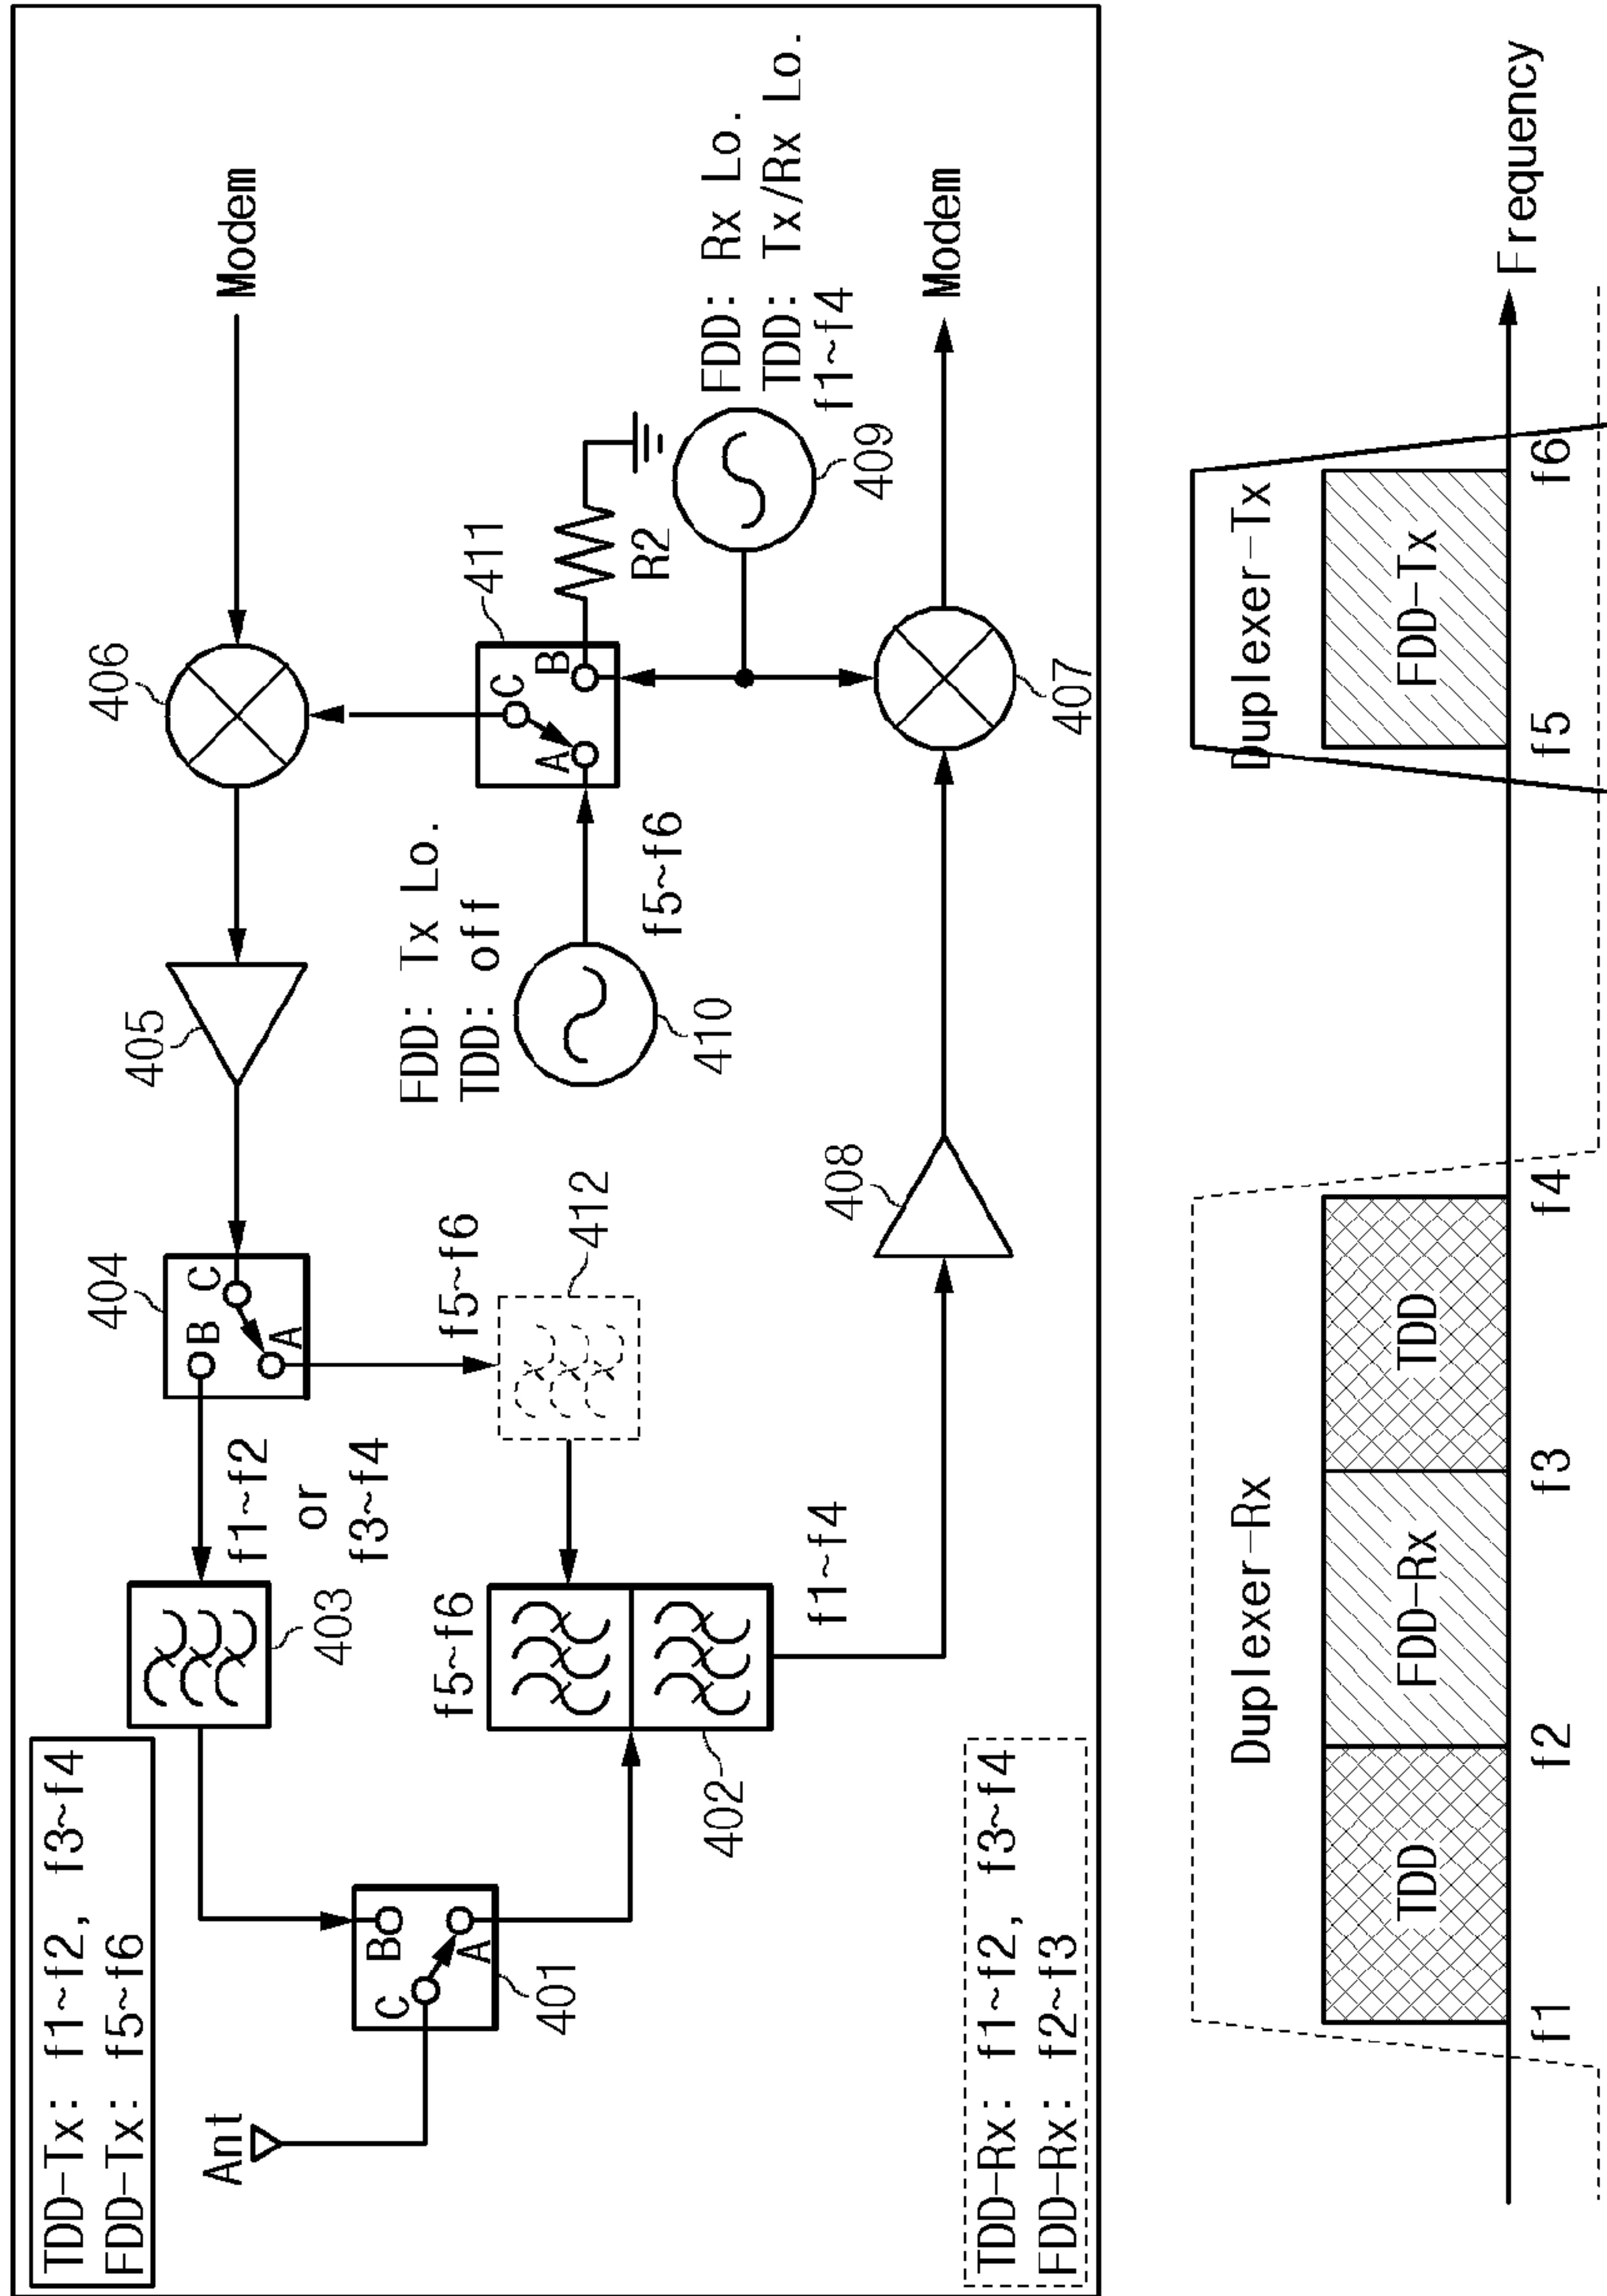 TDD-Tx: f1~f2, f3~f4
FDD-Tx: f5~f6
Ant
C
B
A
401
403
f1~f2
or
f3~f4
404
B
C
A
405
406
Modem
f5~f6
412
f5~f6
402
f1~f4
FDD: Tx Lo.
TDD: off
410
f5~f6
411
A
C
B
R2
409
FDD: Rx Lo.
TDD: Tx/Rx Lo.
f1~f4
408
407
Modem
TDD-Rx: f1~f2, f3~f4
FDD-Rx: f2~f3
Duplexer-Rx
Duplexer-Tx
TDD
FDD-Rx
TDD
FDD-Tx
f1
f2
f3
f4
f5
f6
Frequency